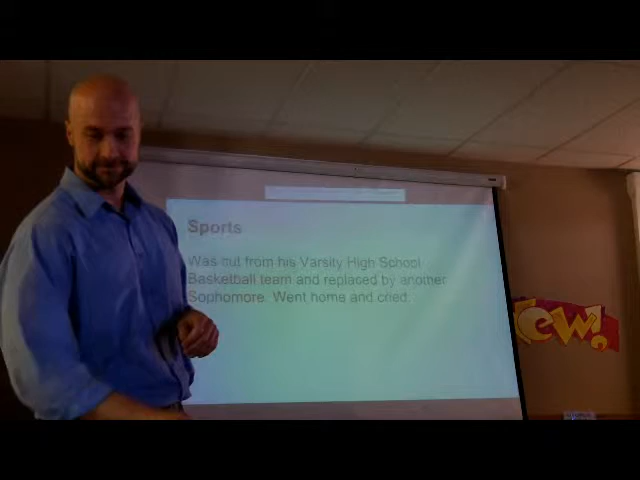 Sports
Was cut from his Varsity High School
Basketball team and replaced by another
Sophomore. Went home and cried.
New!